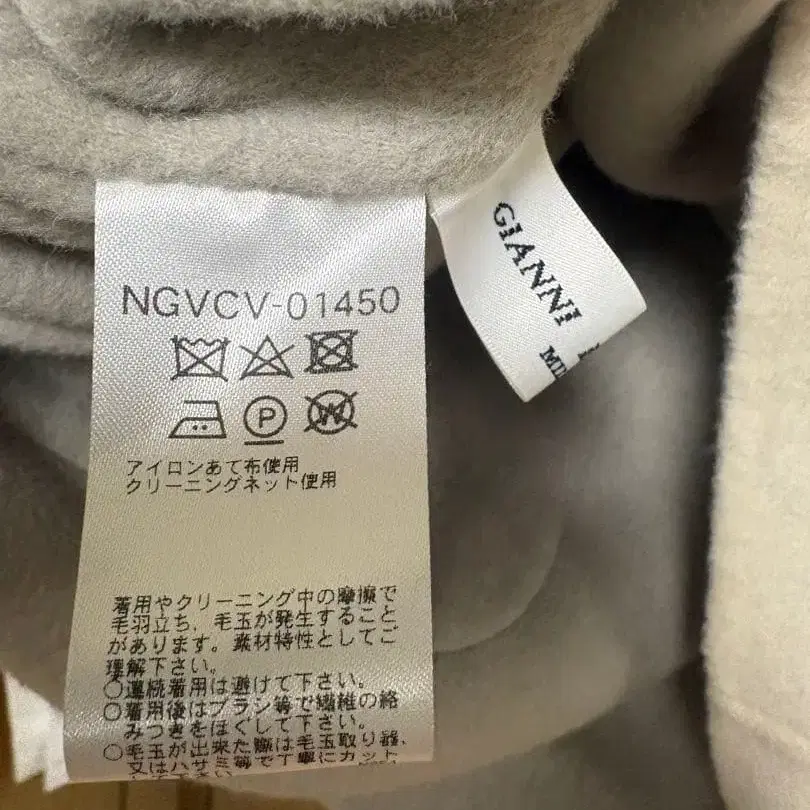 NGVCV-01450
P
W
アイロンあて布使用
クリーニングネット使用
着用やクリーニング中の摩擦で
毛羽立ち、毛玉が発生すること
があります。素材特性としてご
理解下さい。
○連続着用は避けて下さい。
○着用後はブラシ等で繊維の絡
みつきをほぐして下さい。
○毛玉が出来た際は毛玉取り器、
又はハサミ等で丁寧にカット
GIANNI